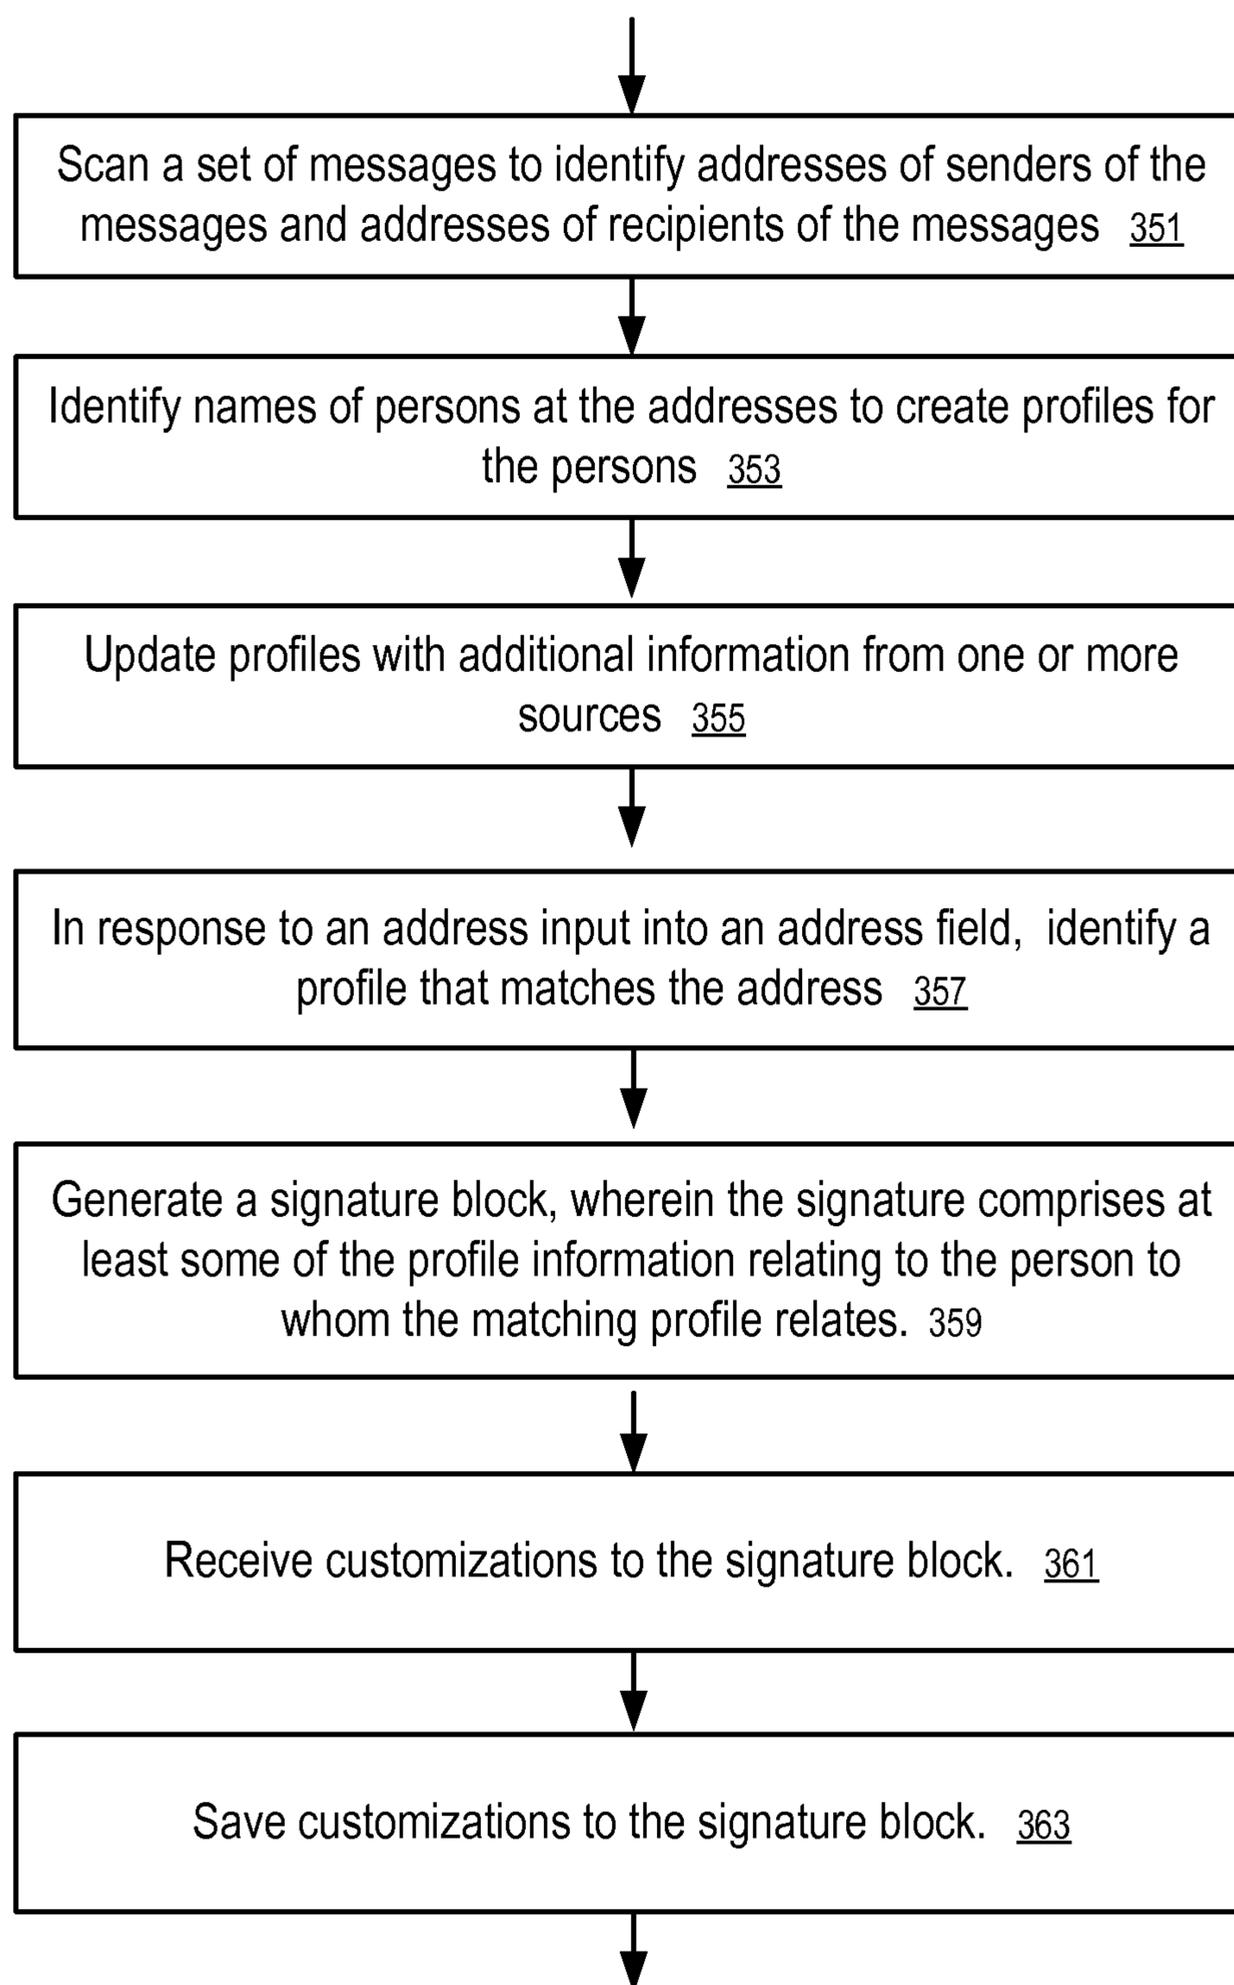 Scan a set of messages to identify addresses of senders of the
messages and addresses of recipients of the messages 351
Identify names of persons at the addresses to create profiles for
the persons 353
Update profiles with additional information from one or more
sources 355
In response to an address input into an address field, identify a
profile that matches the address 357
Generate a signature block, wherein the signature comprises at
least some of the profile information relating to the person to
whom the matching profile relates. 359
Receive customizations to the signature block. 361
Save customizations to the signature block. 363